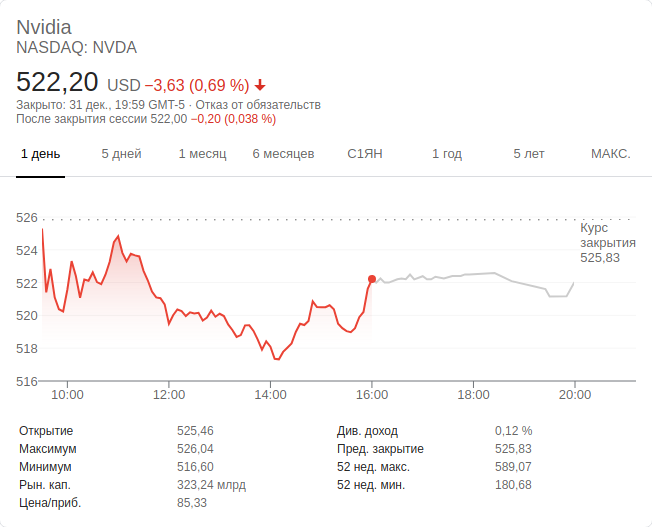 Nvidia
NASDAQ: NVDA
522,20 USD −3,63 (0,69 %)
Закрыто: 31 дек., 19:59 GMT-5 · Отказ от обязательств
После закрытия сессии 522,00 −0,20 (0,038 %)
1 день 5 дней 1 месяц 6 месяцев С1ЯН 1 год 5 лет МАКС.
526
Курс
закрытия
525,83
524
522
520
518
516
10:00 12:00 14:00 16:00 18:00 20:00
Открытие 525,46 Див. доход 0,12 %
Максимум 526,04 Пред. закрытие 525,83
Минимум 516,60 52 нед. макс. 589,07
Рын. кап. 323,24 млрд 52 нед. мин. 180,68
Цена/приб. 85,33